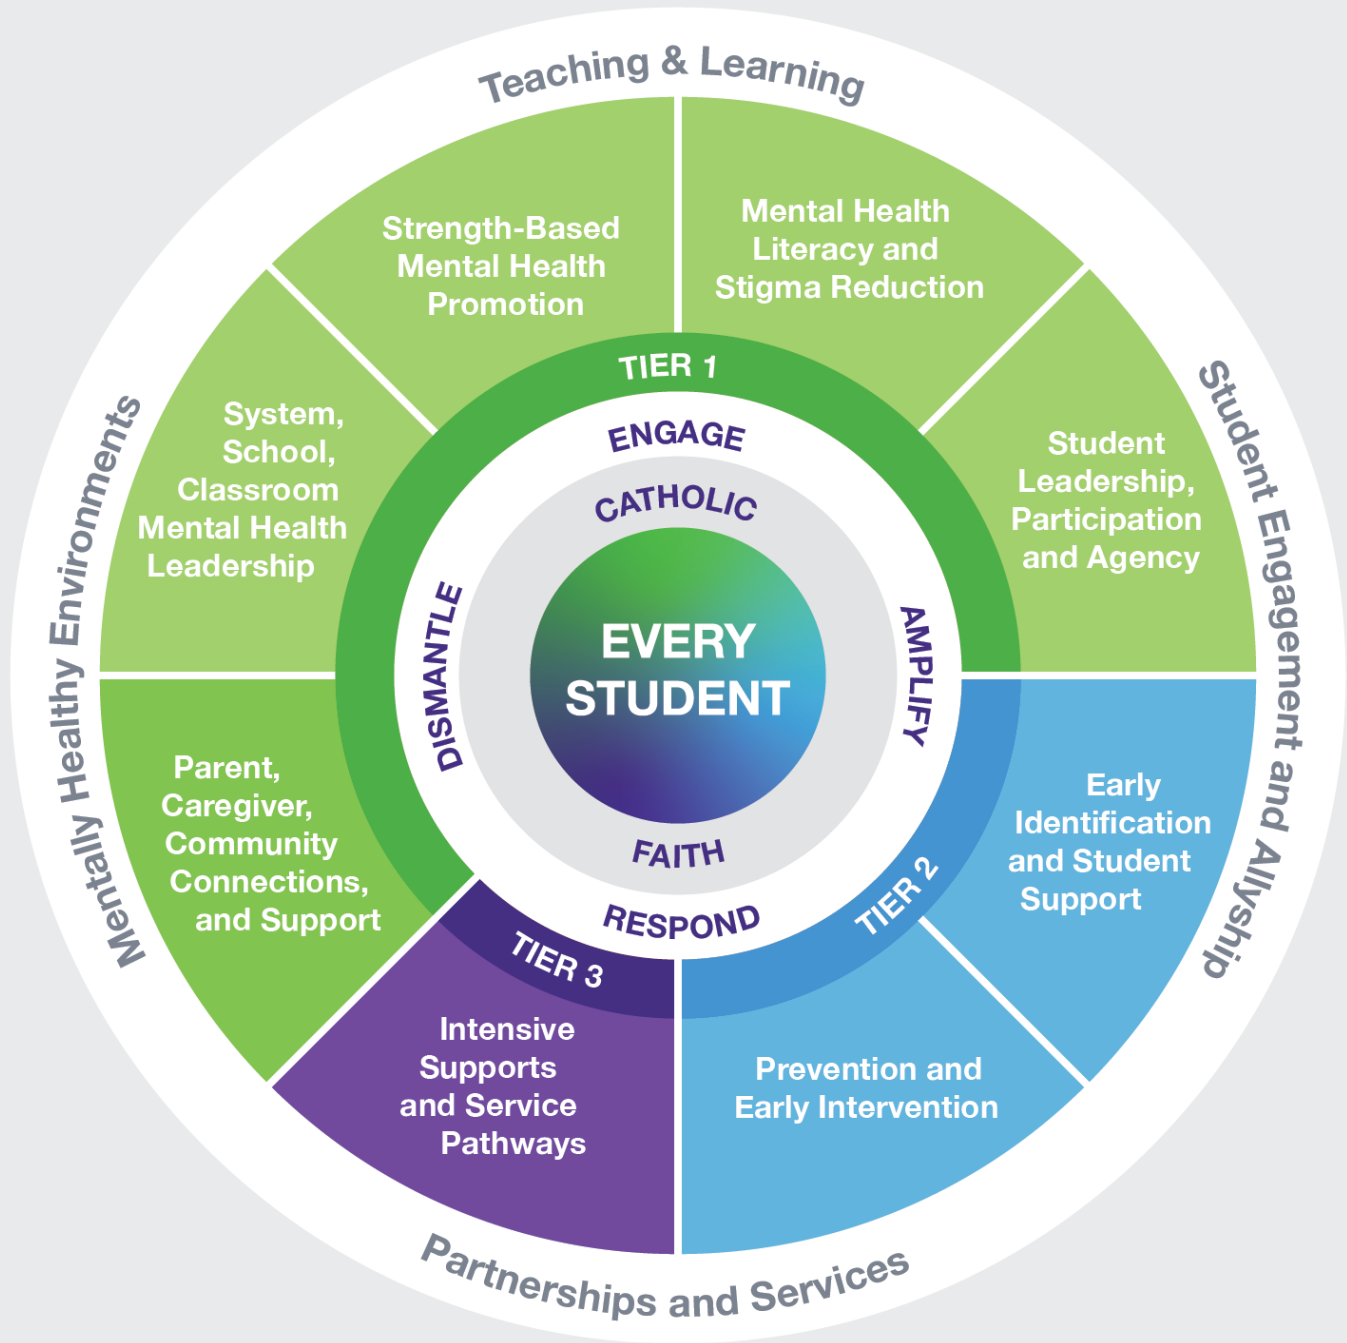 Teaching & Learning
Strength-Based
Mental Health
Promotion
Mental Health
Literacy and
Stigma Reduction
System,
School,
Classroom
Mental Health
Leadership
Student
Leadership,
Participation
and Agency
Mentally Healthy Environments
Student Engagement and Allyship
TIER 1
ENGAGE
CATHOLIC
DISMANTLE
EVERY
STUDENT
AMPLIFY
FAITH
RESPOND
TIER 2
TIER 3
Parent,
Caregiver,
Community
Connections,
and Support
Early
Identification
and Student
Support
Intensive
Supports
and Service
Pathways
Prevention and
Early Intervention
Partnerships and Services